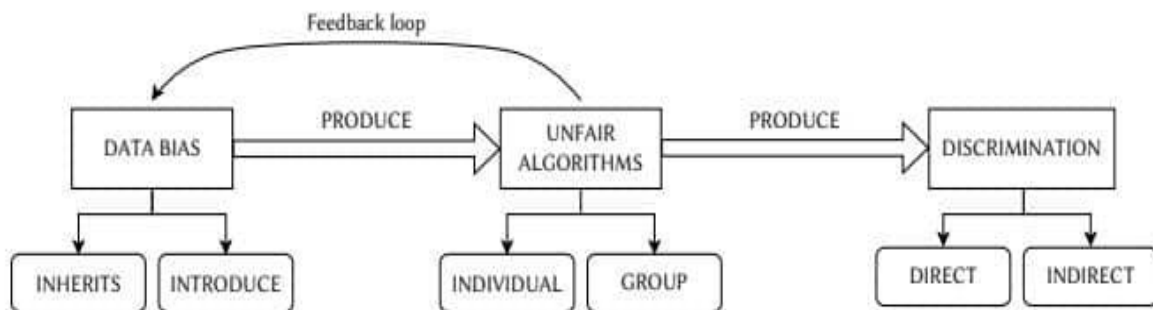 Feedback loop
PRODUCE
PRODUCE
DATA BIAS
UNFAIR
ALGORITHMS
DISCRIMINATION
INHERITS
INTRODUCE
INDIVIDUAL
GROUP
DIRECT
INDIRECT